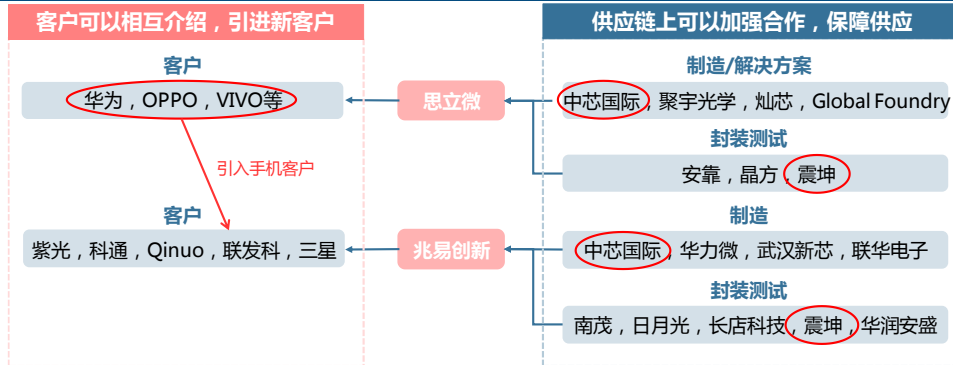 客户可以相互介绍，引进新客户
供应链上可以加强合作，保障供应
客户
制造/解决方案
华为，OPPO，VIVO等
思立微
中芯国际，聚宇光学，灿芯，Global Foundry
封装测试
引入手机客户
安靠，晶方，震坤
客户
制造
紫光，科通，Qinuo，联发科，三星
兆易创新
中芯国际，华力微，武汉新芯，联华电子
封装测试
南茂，日月光，长店科技，震坤，华润安盛